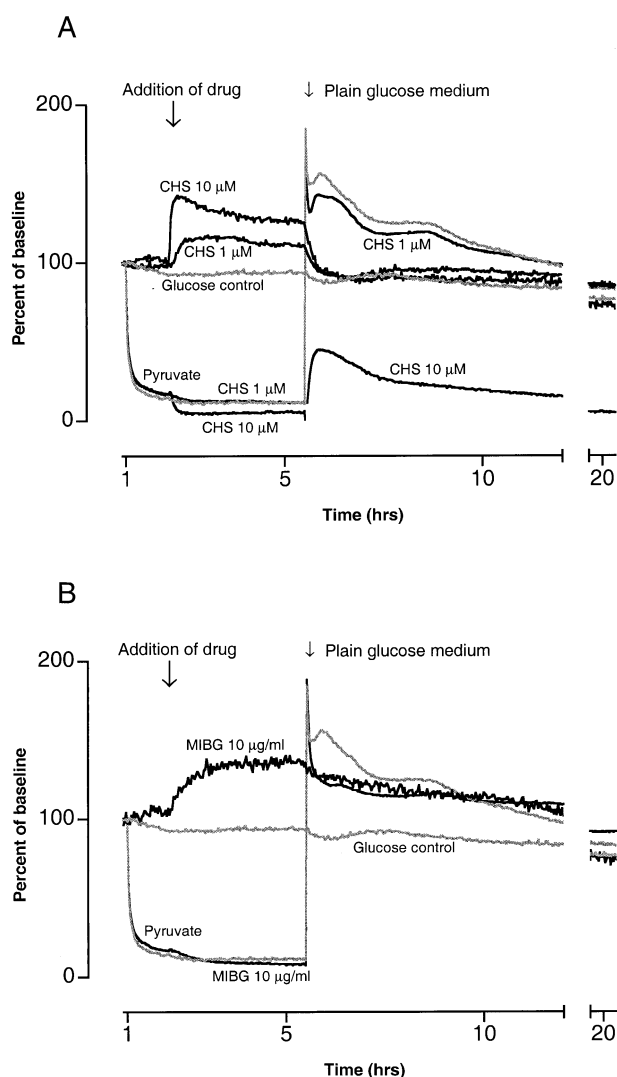 A
Addition of drug
Plain glucose medium
200
CHS 10 µM
CHS 1 µM
CHS 1 µM
100
Glucose control
Percent of baseline
Pyruvate
CHS 1 µM
CHS 10 µM
0
CHS 10 µM
1 5 10 20
Time (hrs)
B
Addition of drug
Plain glucose medium
200
MIBG 10 µg/ml
100
Glucose control
Percent of baseline
Pyruvate
0
MIBG 10 µg/ml
1 5 10 20
Time (hrs)